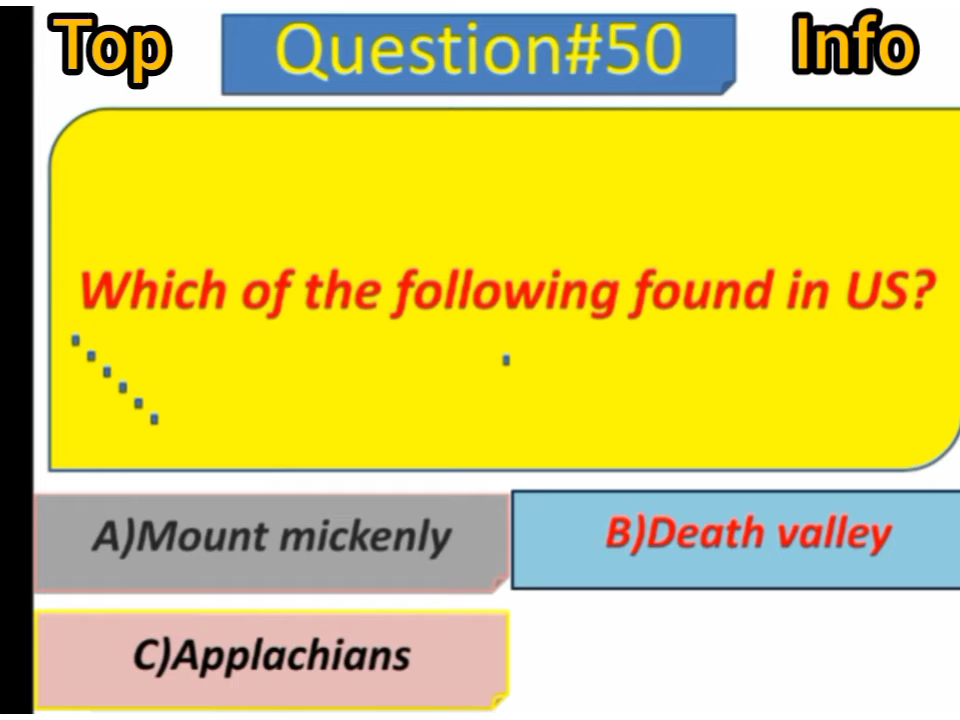 Top
Question#50
Info
Which of the following found in US?
A)Mount mickenly
B)Death valley
C)Applachians